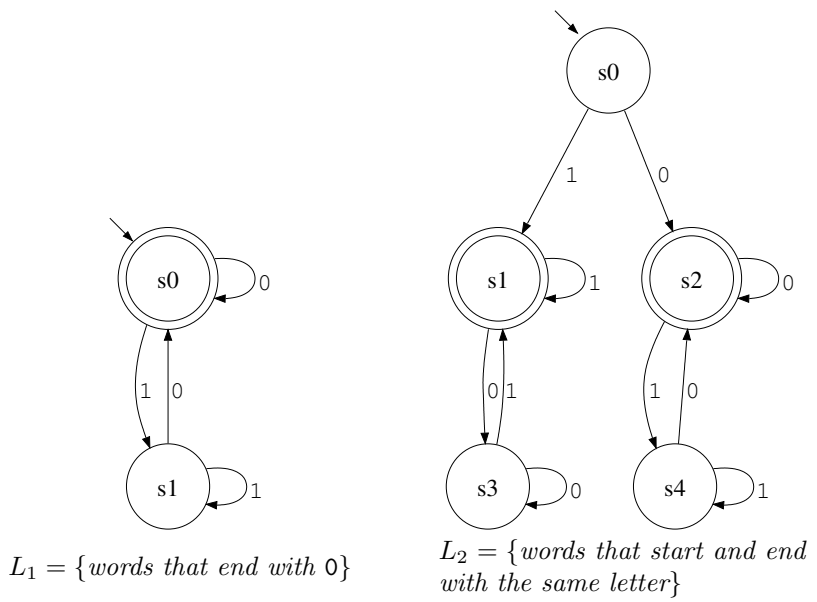 s0
s0
1
0
s0
0
s1
1
s2
0
1
0
0
1
1
0
s1
1
s3
0
s4
1
L₁ = {words that end with 0}
L₂ = {words that start and end
with the same letter}